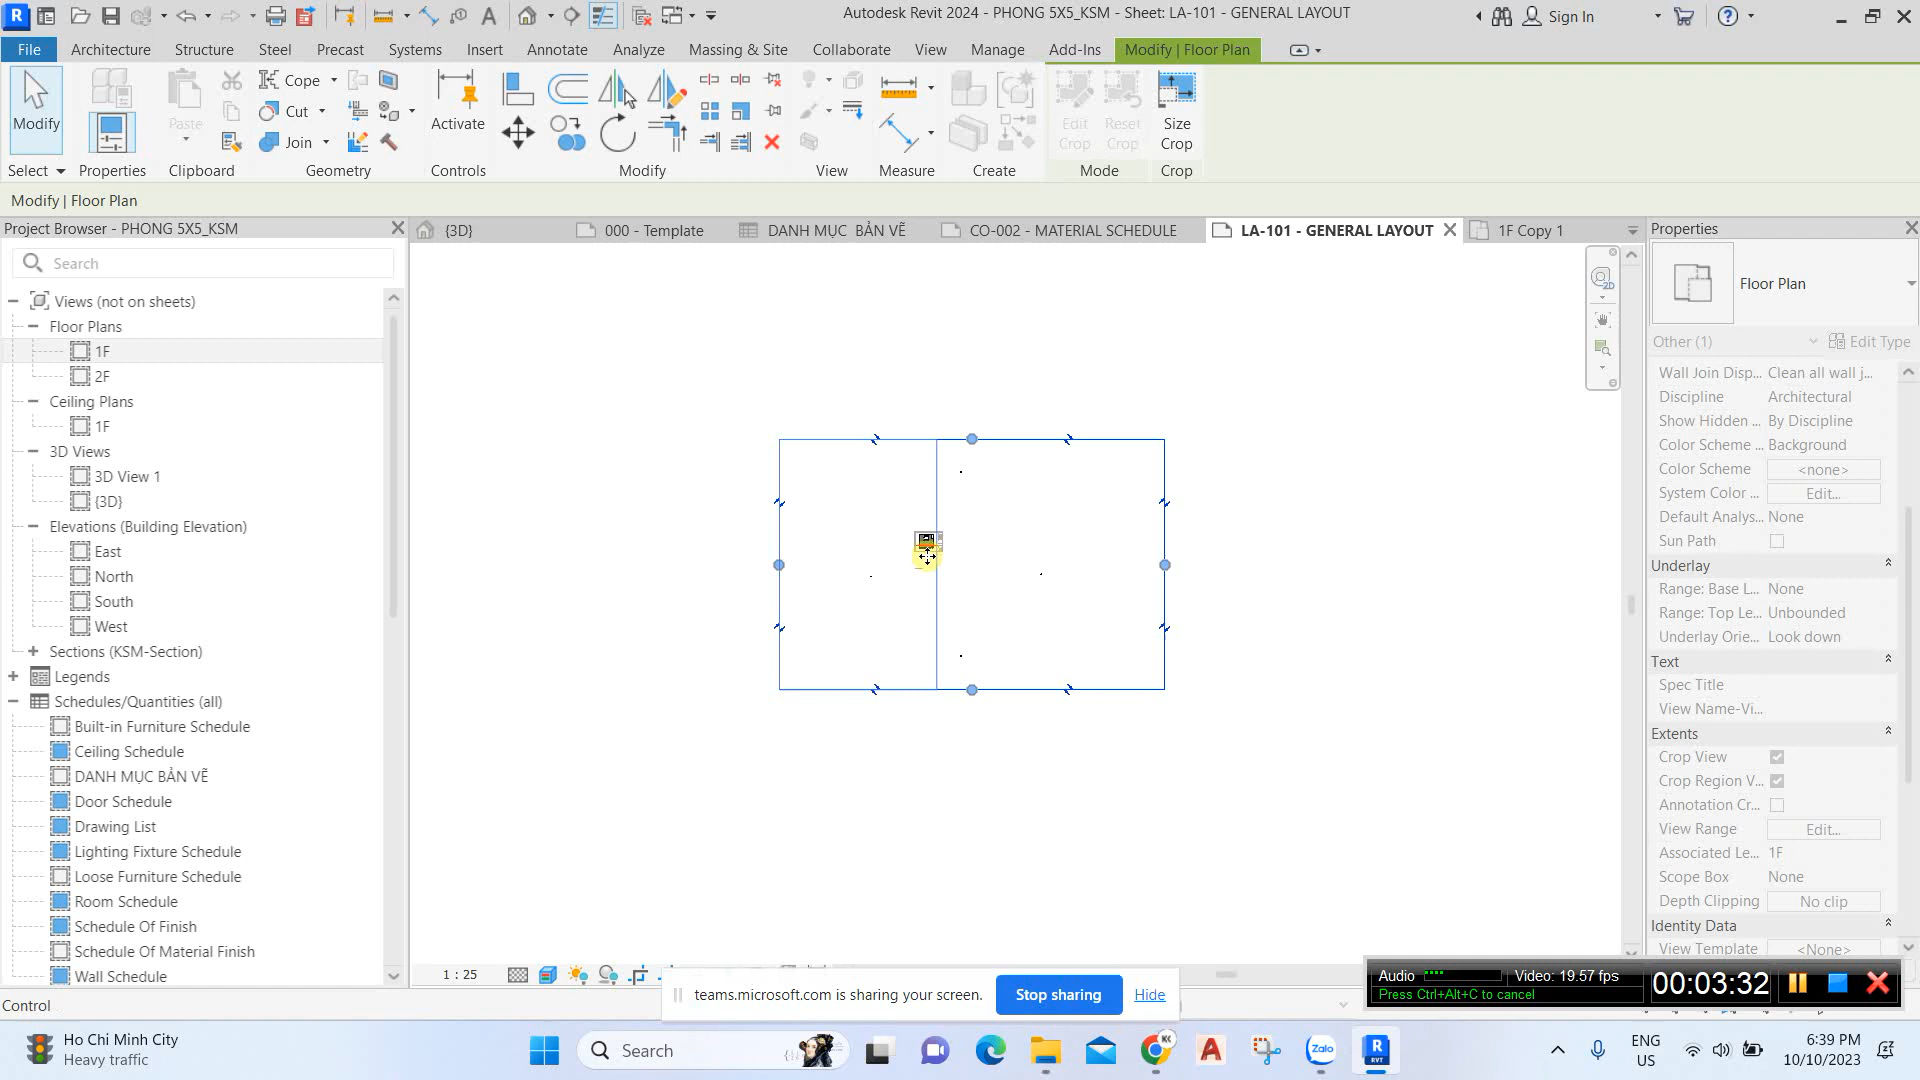 Autodesk Revit 2024 - PHONG 5X5_KSM - Sheet: LA-101 - GENERAL LAYOUT
Sign In
File Architecture Structure Steel Precast Systems Insert Annotate Analyze Massing & Site Collaborate View Manage Add-Ins Modify | Floor Plan
Modify
Paste
Cope
Cut
Join
Activate
Edit Crop
Reset Crop
Size Crop
Select Properties Clipboard Geometry Controls Modify View Measure Create Mode Crop
Modify | Floor Plan
Project Browser - PHONG 5X5_KSM
Search
Views (not on sheets)
Floor Plans
1F
2F
Ceiling Plans
1F
3D Views
3D View 1
{3D}
Elevations (Building Elevation)
East
North
South
West
Sections (KSM-Section)
Legends
Schedules/Quantities (all)
Built-in Furniture Schedule
Ceiling Schedule
DANH MỤC BẢN VẼ
Door Schedule
Drawing List
Lighting Fixture Schedule
Loose Furniture Schedule
Room Schedule
Schedule Of Finish
Schedule Of Material Finish
Wall Schedule
{3D} 000 - Template DANH MỤC BẢN VẼ CO-002 - MATERIAL SCHEDULE LA-101 - GENERAL LAYOUT 1F Copy 1
2D
1 : 25
Properties
Floor Plan
Other (1) Edit Type
Wall Join Disp... Clean all wall j...
Discipline Architectural
Show Hidden ... By Discipline
Color Scheme ... Background
Color Scheme <none>
System Color ... Edit...
Default Analys... None
Sun Path
Underlay
Range: Base L... None
Range: Top Le... Unbounded
Underlay Orie... Look down
Text
Spec Title
View Name-Vi...
Extents
Crop View
Crop Region V...
Annotation Cr...
View Range Edit...
Associated Le... 1F
Scope Box None
Depth Clipping No clip
Identity Data
View Template <None>
Audio Video: 19.57 fps
Press Ctrl+Alt+C to cancel
00:03:32
teams.microsoft.com is sharing your screen. Stop sharing Hide
Control
Ho Chi Minh City
Heavy traffic
Search
KK
Zalo
R
RVT
ENG
US
6:39 PM
10/10/2023